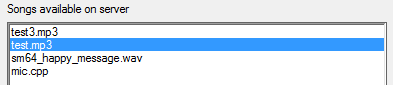 Songs available on server
test3.mp3
test.mp3
sm64_happy_message.wav
mic.cpp